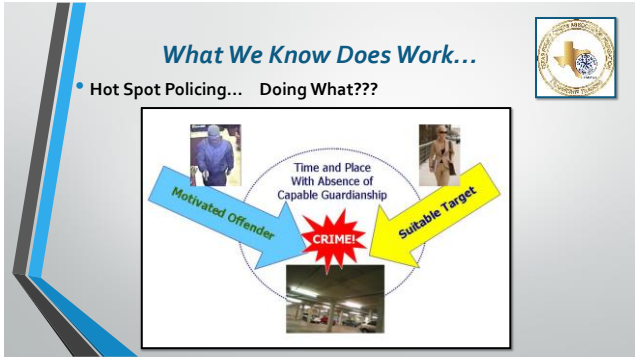 What We Know Does Work...
• Hot Spot Policing... Doing What???
Time and Place
With Absence of
Capable Guardianship
Motivated Offender
Suitable Target
CRIME!